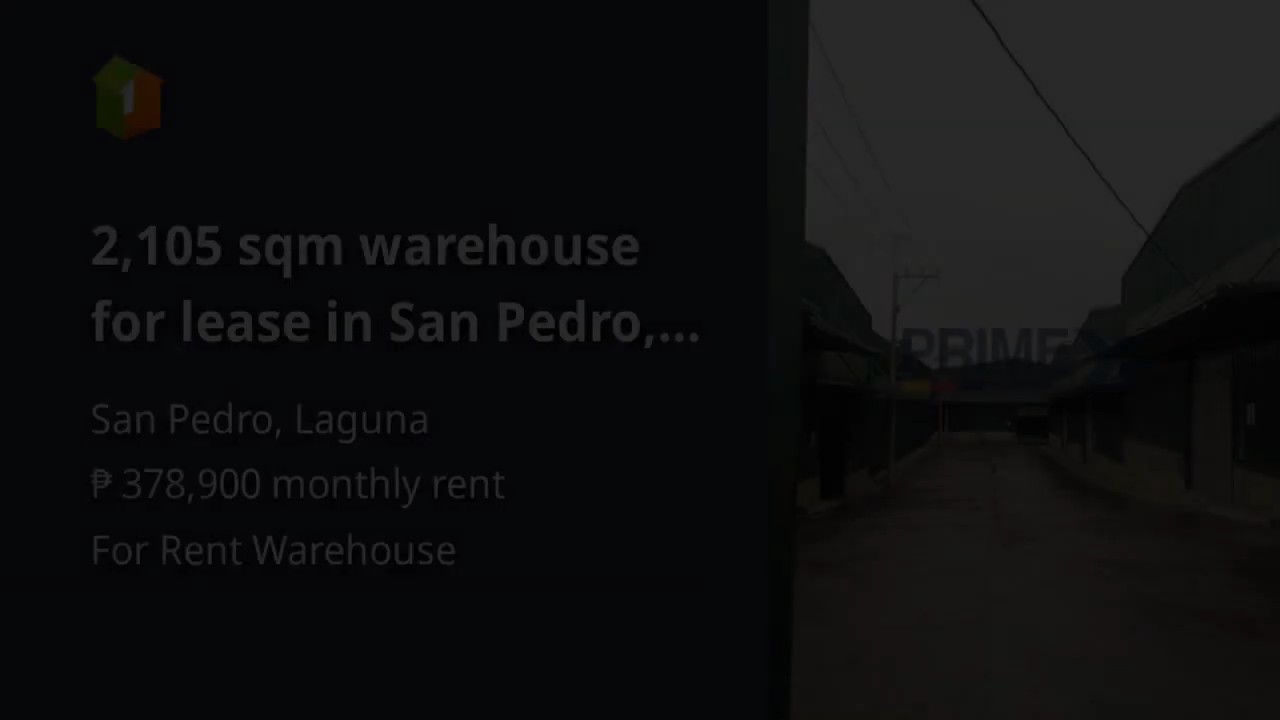 2,105 sqm warehouse
for lease in San Pedro,...
San Pedro, Laguna
₱ 378,900 monthly rent
For Rent Warehouse
PRIME